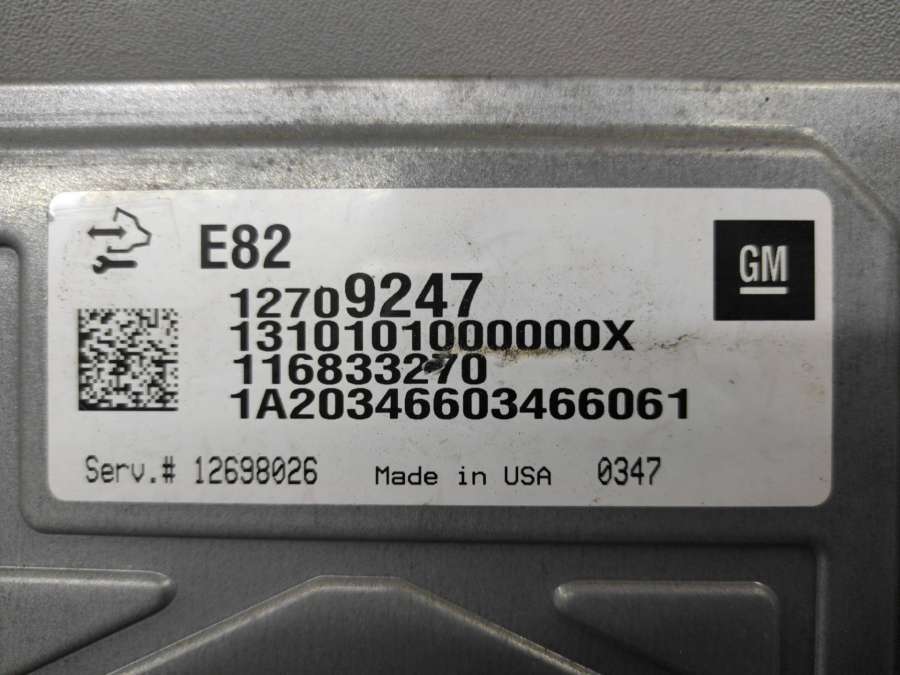 E82
GM
12709247
1310101000000X
116833270
1A20346603466061
Serv.# 12698026 Made in USA 0347